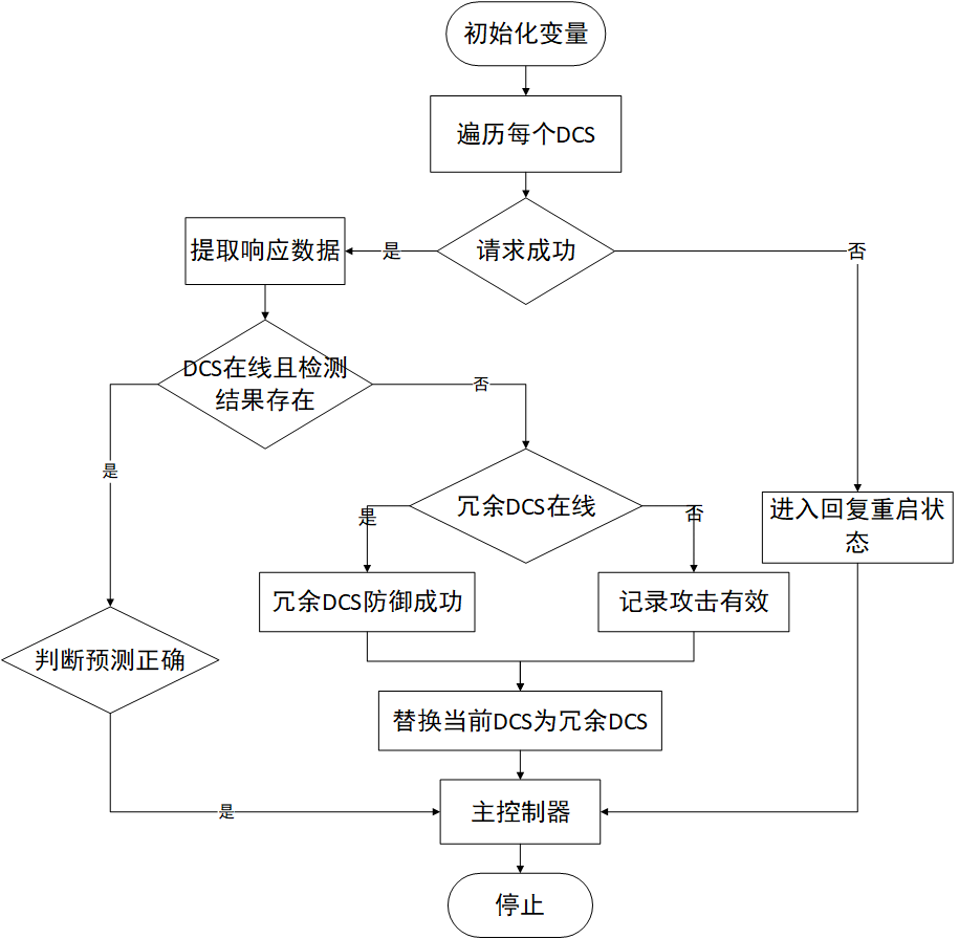 初始化变量
遍历每个DCS
请求成功
是
否
提取响应数据
DCS在线且检测
结果存在
否
是
冗余DCS在线
是
否
进入回复重启状
态
冗余DCS防御成功
记录攻击有效
判断预测正确
替换当前DCS为冗余DCS
是
主控制器
停止